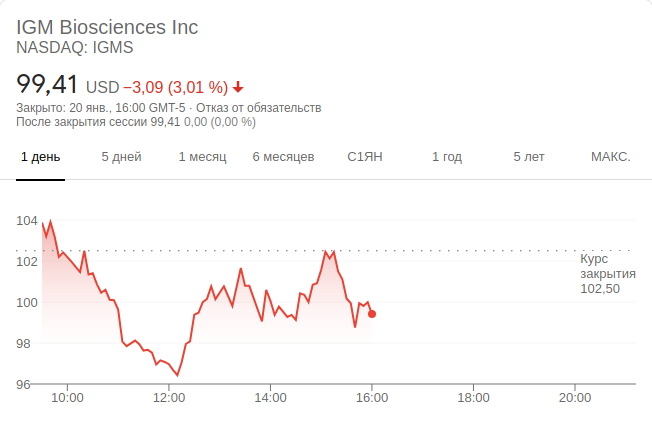 IGM Biosciences Inc
NASDAQ: IGMS
99,41 USD −3,09 (3,01 %)
Закрыто: 20 янв., 16:00 GMT-5 · Отказ от обязательств
После закрытия сессии 99,41 0,00 (0,00 %)
1 день 5 дней 1 месяц 6 месяцев С1ЯН 1 год 5 лет МАКС.
104
102
100
98
96
Курс
закрытия
102,50
10:00 12:00 14:00 16:00 18:00 20:00